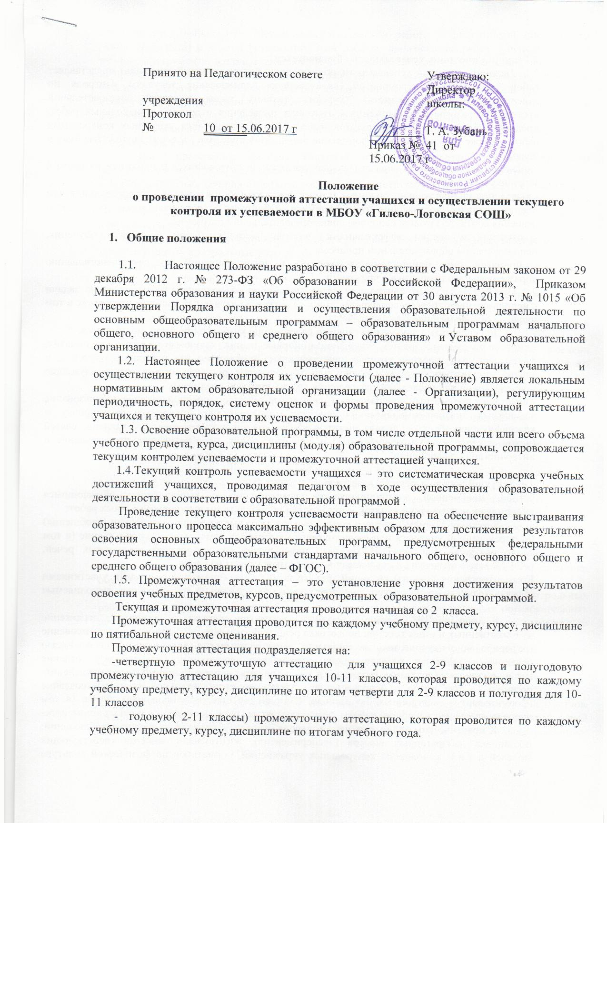 Принято на Педагогическом совете
учреждения
Протокол
№ 10 от 15.06.2017 г
Утверждаю:
Директор
школы:
Т. А. Зубань
Приказ № 41 от
15.06.2017 г
Для
документов
Положение
о проведении промежуточной аттестации учащихся и осуществлении текущего
контроля их успеваемости в МБОУ «Гилево-Логовская СОШ»
1. Общие положения
1.1. Настоящее Положение разработано в соответствии с Федеральным законом от 29
декабря 2012 г. № 273-ФЗ «Об образовании в Российской Федерации», Приказом
Министерства образования и науки Российской Федерации от 30 августа 2013 г. № 1015 «Об
утверждении Порядка организации и осуществления образовательной деятельности по
основным общеобразовательным программам – образовательным программам начального
общего, основного общего и среднего общего образования» и Уставом образовательной
организации.
1.2. Настоящее Положение о проведении промежуточной аттестации учащихся и
осуществлении текущего контроля их успеваемости (далее - Положение) является локальным
нормативным актом образовательной организации (далее - Организации), регулирующим
периодичность, порядок, систему оценок и формы проведения промежуточной аттестации
учащихся и текущего контроля их успеваемости.
1.3. Освоение образовательной программы, в том числе отдельной части или всего объема
учебного предмета, курса, дисциплины (модуля) образовательной программы, сопровождается
текущим контролем успеваемости и промежуточной аттестацией учащихся.
1.4.Текущий контроль успеваемости учащихся – это систематическая проверка учебных
достижений учащихся, проводимая педагогом в ходе осуществления образовательной
деятельности в соответствии с образовательной программой .
Проведение текущего контроля успеваемости направлено на обеспечение выстраивания
образовательного процесса максимально эффективным образом для достижения результатов
освоения основных общеобразовательных программ, предусмотренных федеральными
государственными образовательными стандартами начального общего, основного общего и
среднего общего образования (далее – ФГОС).
1.5. Промежуточная аттестация – это установление уровня достижения результатов
освоения учебных предметов, курсов, предусмотренных образовательной программой.
Текущая и промежуточная аттестация проводится начиная со 2 класса.
Промежуточная аттестация проводится по каждому учебному предмету, курсу, дисциплине
по пятибальной системе оценивания.
Промежуточная аттестация подразделяется на:
-четвертную промежуточную аттестацию для учащихся 2-9 классов и полугодовую
промежуточную аттестацию для учащихся 10-11 классов, которая проводится по каждому
учебному предмету, курсу, дисциплине по итогам четверти для 2-9 классов и полугодия для 10-
11 классов
- годовую( 2-11 классы) промежуточную аттестацию, которая проводится по каждому
учебному предмету, курсу, дисциплине по итогам учебного года.